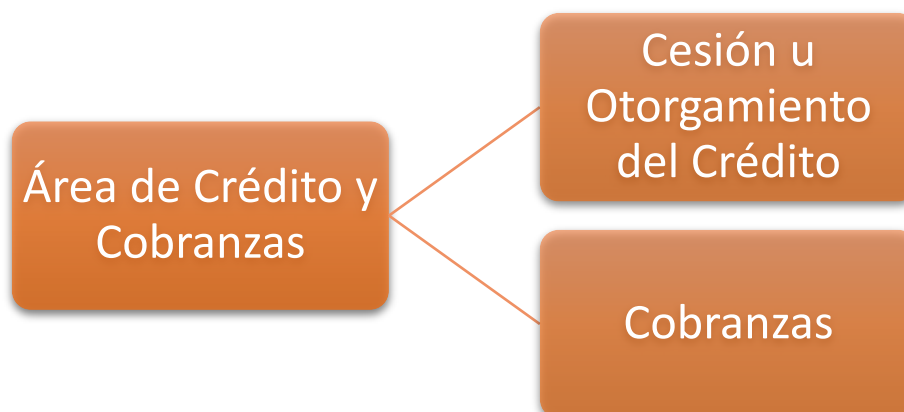 Cesión u
Otorgamiento
del Crédito
Área de Crédito y
Cobranzas
Cobranzas